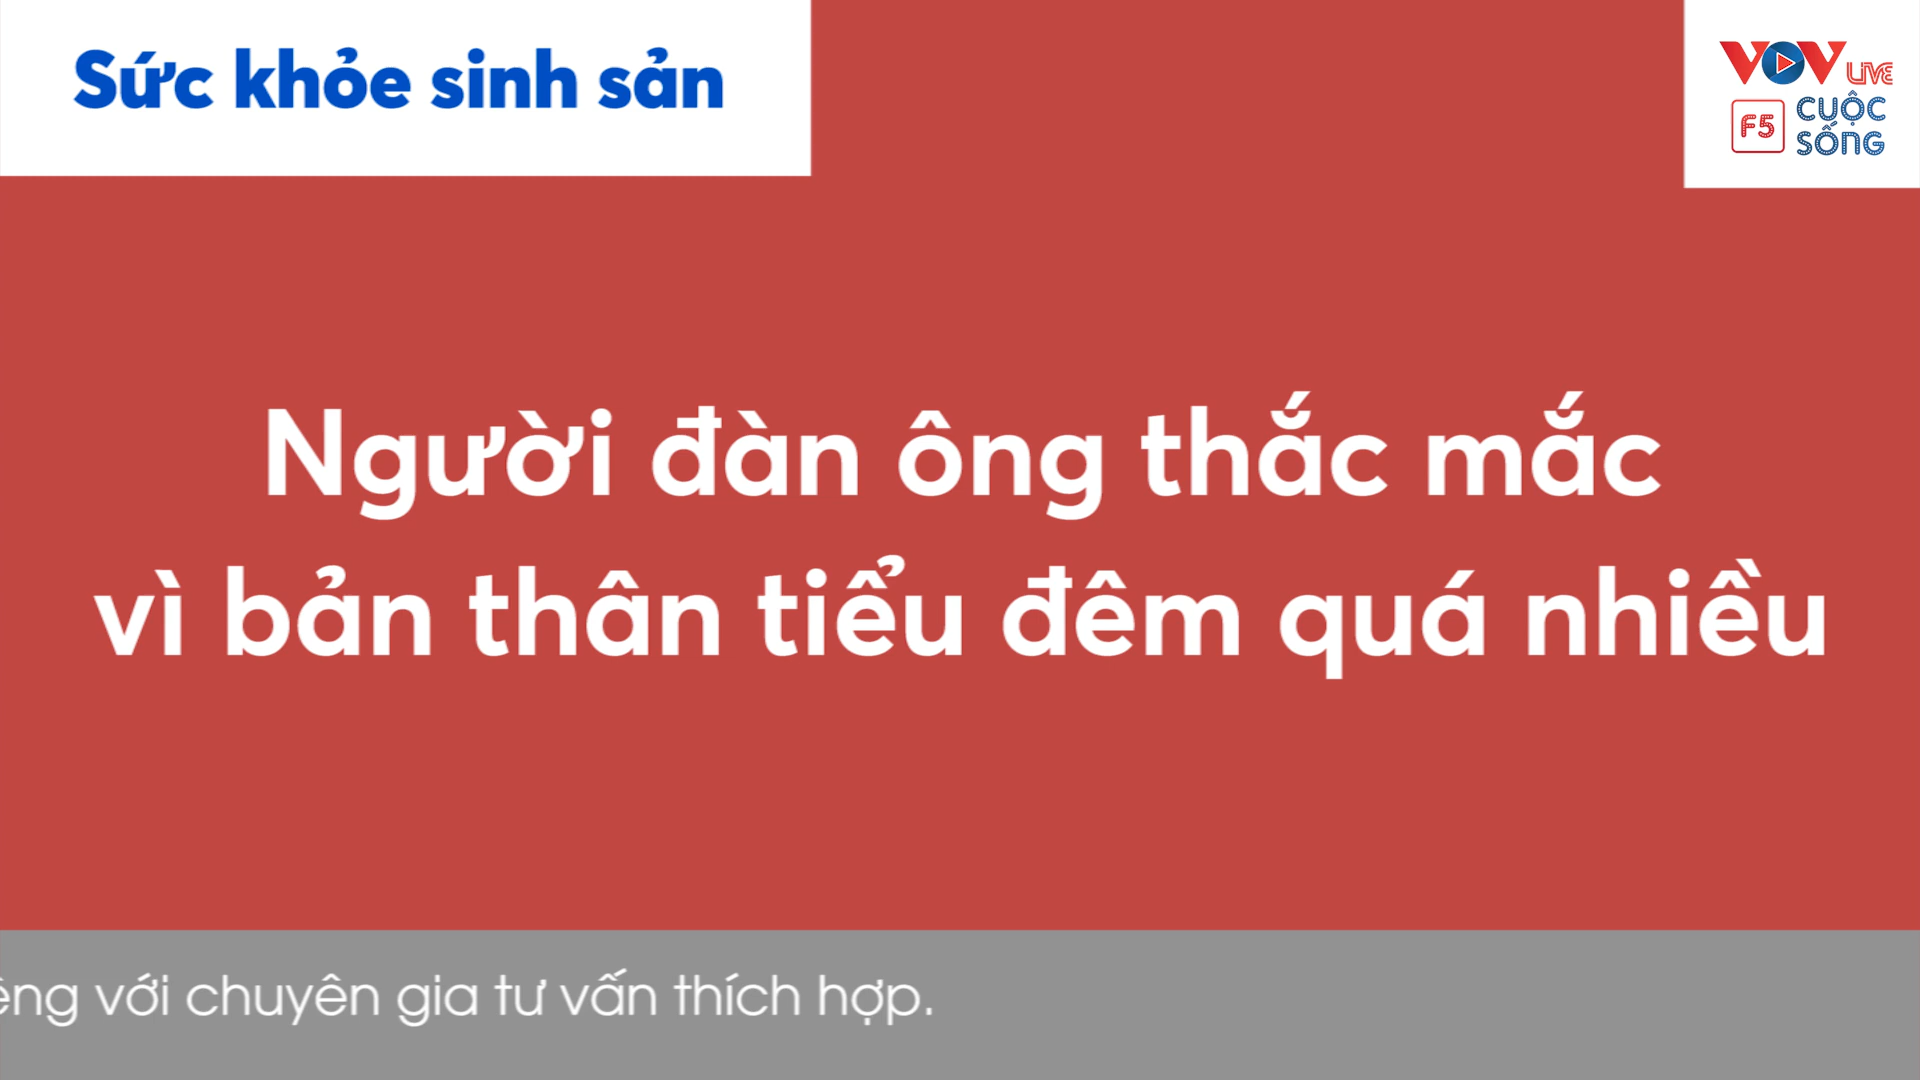 Sức khỏe sinh sản
VOV LIVE
F5 CUỘC SỐNG
Người đàn ông thắc mắc
vì bản thân tiểu đêm quá nhiều
với chuyên gia tư vấn thích hợp.